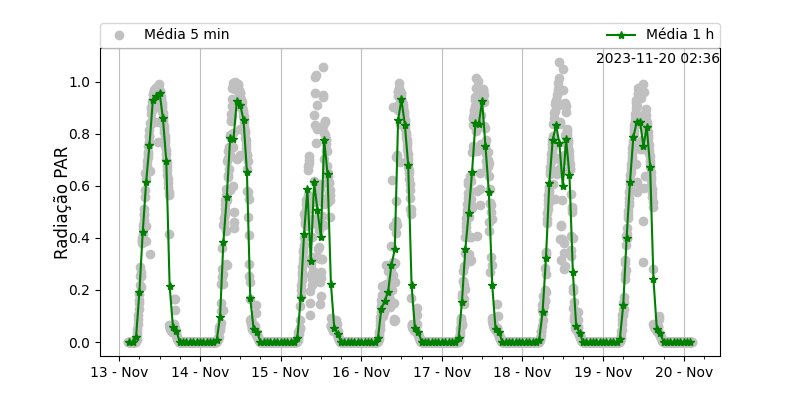 Média 5 min
Média 1 h
2023-11-20 02:36
Radiação PAR
1.0
0.8
0.6
0.4
0.2
0.0
13 - Nov
14 - Nov
15 - Nov
16 - Nov
17 - Nov
18 - Nov
19 - Nov
20 - Nov